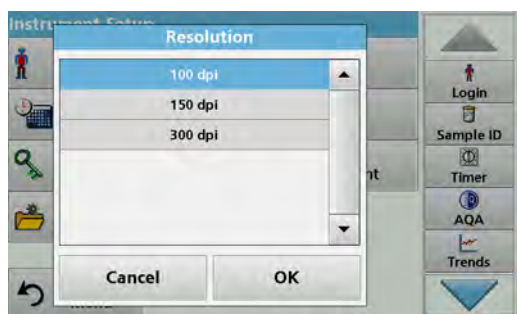 Resolution
100 dpi
150 dpi
300 dpi
Cancel
OK
Login
Sample ID
Timer
AQA
Trends